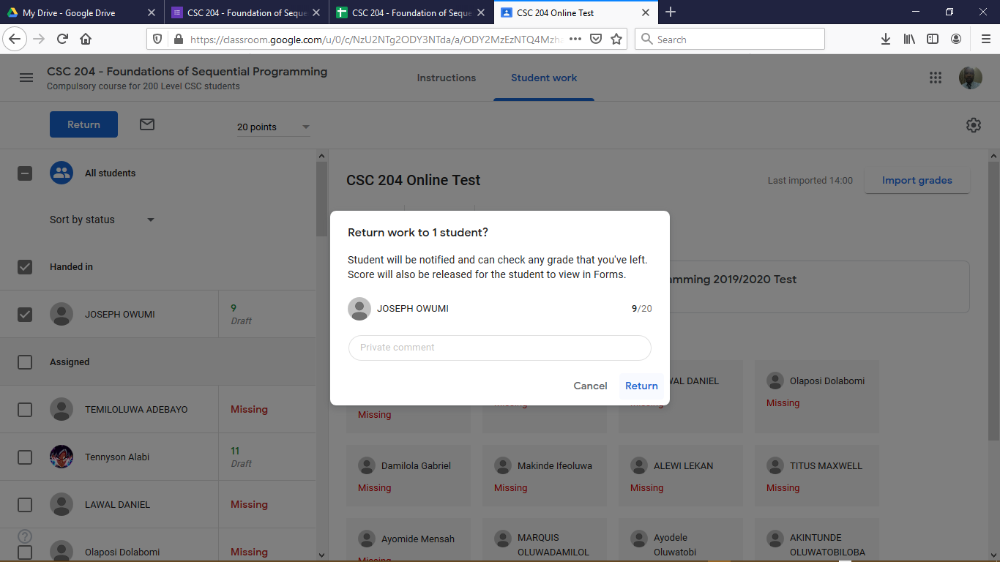 My Drive - Google Drive
CSC 204 - Foundation of Seque
CSC 204 - Foundation of Seque
CSC 204 Online Test
https://classroom.google.com/u/0/c/NzU2NTg2ODY3NTda/a/ODY2MzEzNTQ4Mzha
Search
CSC 204 - Foundations of Sequential Programming
Compulsory course for 200 Level CSC students
Instructions
Student work
Return
20 points
All students
Sort by status
Handed in
JOSEPH OWUMI
9
Draft
Assigned
TEMILOLUWA ADEBAYO
Missing
Tennyson Alabi
11
Draft
LAWAL DANIEL
Missing
Olaposi Dolabomi
Missing
CSC 204 Online Test
Last imported 14:00
Import grades
amming 2019/2020 Test
Return work to 1 student?
Student will be notified and can check any grade that you've left.
Score will also be released for the student to view in Forms.
JOSEPH OWUMI
9/20
Private comment
Cancel
Return
WAL DANIEL
Olaposi Dolabomi
Missing
Missing
Missing
Missing
Damilola Gabriel
Missing
Makinde Ifeoluwa
Missing
ALEWI LEKAN
Missing
TITUS MAXWELL
Missing
Ayomide Mensah
Missing
MARQUIS
OLUWADAMILOL
Ayodele
Oluwatobi
AKINTUNDE
OLUWATOBILOBA